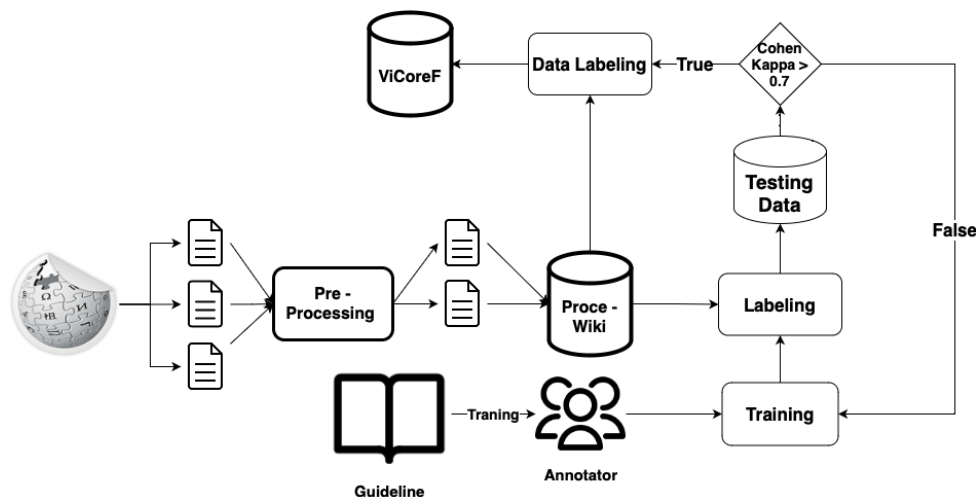 ViCoreF
Data Labeling
True
Cohen
Kappa >
0.7
Testing
Data
False
Pre -
Processing
Proce -
Wiki
Labeling
Traning
Training
Annotator
Guideline